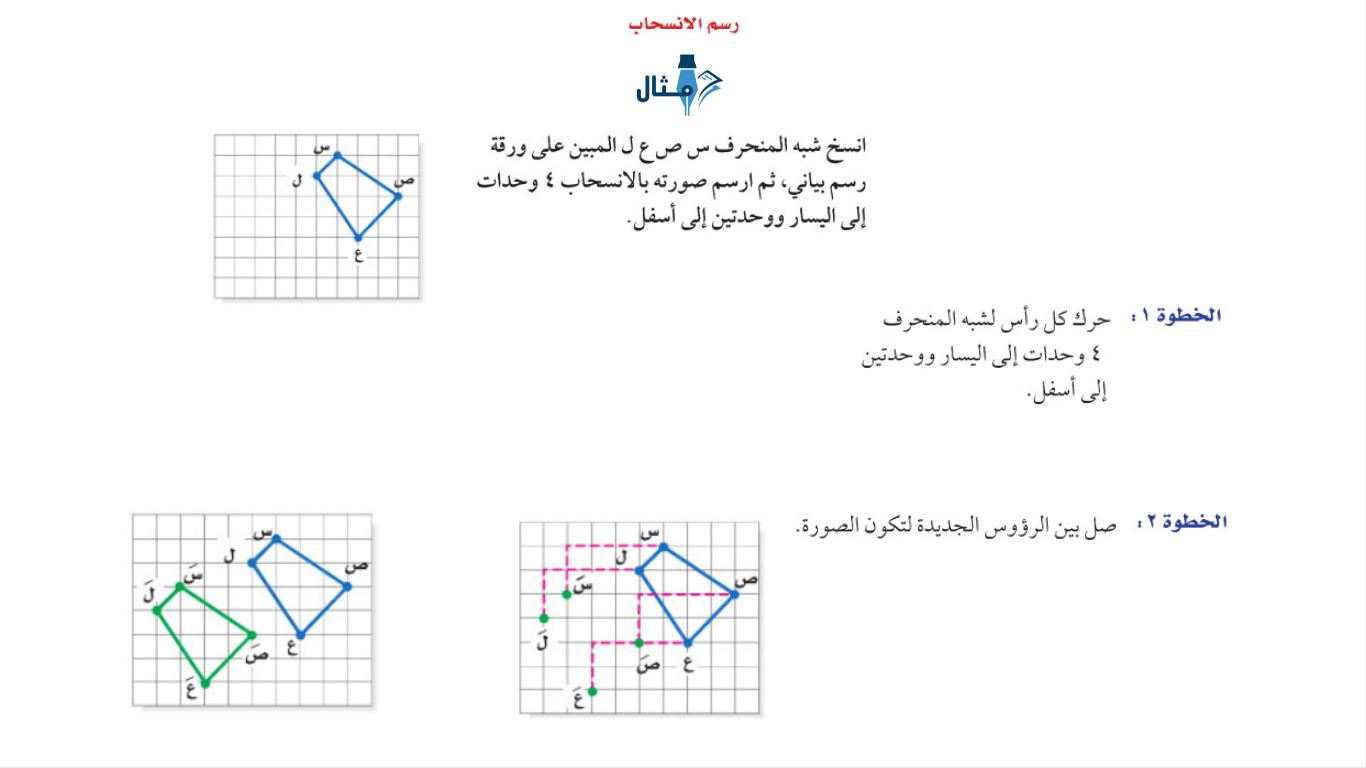 رسم الانسحاب
مثال
انسخ شبه المنحرف س ص ع ل المبين على ورقة
رسم بياني، ثم ارسم صورته بالانسحاب ٤ وحدات
إلى اليسار ووحدتين إلى أسفل.
س
ل
ص
ع
الخطوة ١ :
حرك كل رأس لشبه المنحرف
٤ وحدات إلى اليسار ووحدتين
إلى أسفل.
الخطوة ٢ :
صل بين الرؤوس الجديدة لتكون الصورة.
س
ل
ص
سَ
لَ
صَ
ع
عَ
س
ل
ص
سَ
لَ
ع
صَ
عَ